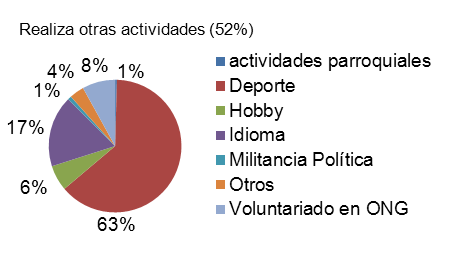 Realiza otras actividades (52%)
4%
8%
1%
1%
17%
6%
63%
actividades parroquiales
Deporte
Hobby
Idioma
Militancia Política
Otros
Voluntariado en ONG